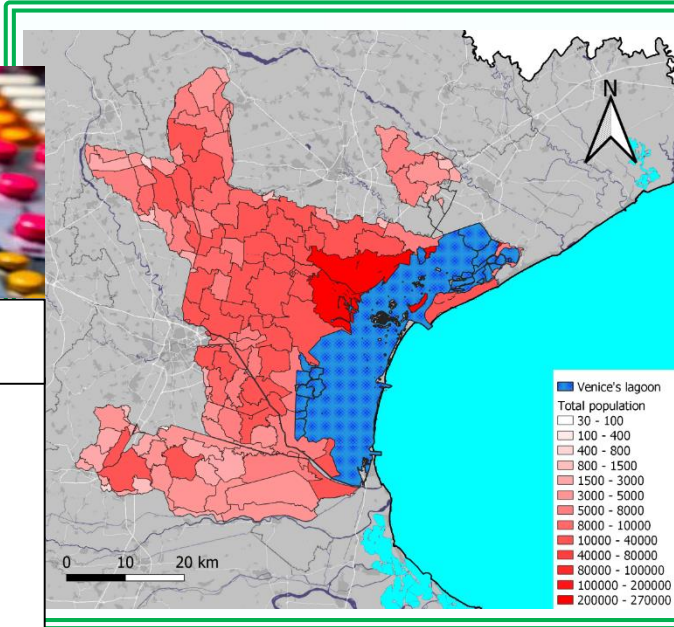 N
Venice's lagoon
Total population
30 - 100
100 - 400
400 - 800
800 - 1500
1500 - 3000
3000 - 5000
5000 - 8000
8000 - 10000
10000 - 40000
40000 - 80000
80000 - 100000
100000 - 200000
200000 - 270000
0 10 20 km